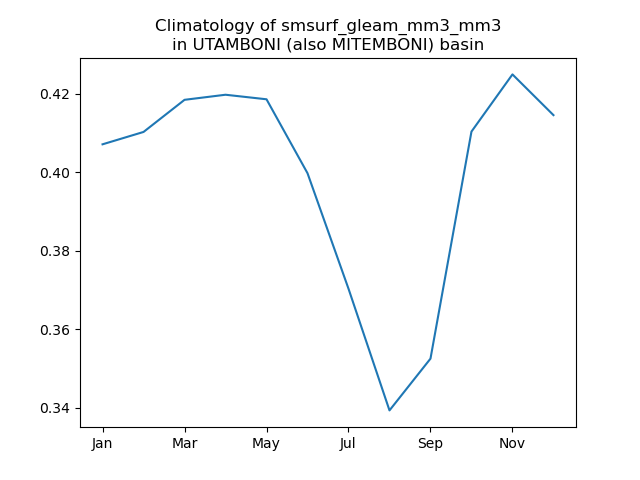 Climatology of smsurf_gleam_mm3_mm3
in UTAMBONI (also MITEMBONI) basin
0.42
0.40
0.38
0.36
0.34
Jan Mar May Jul Sep Nov